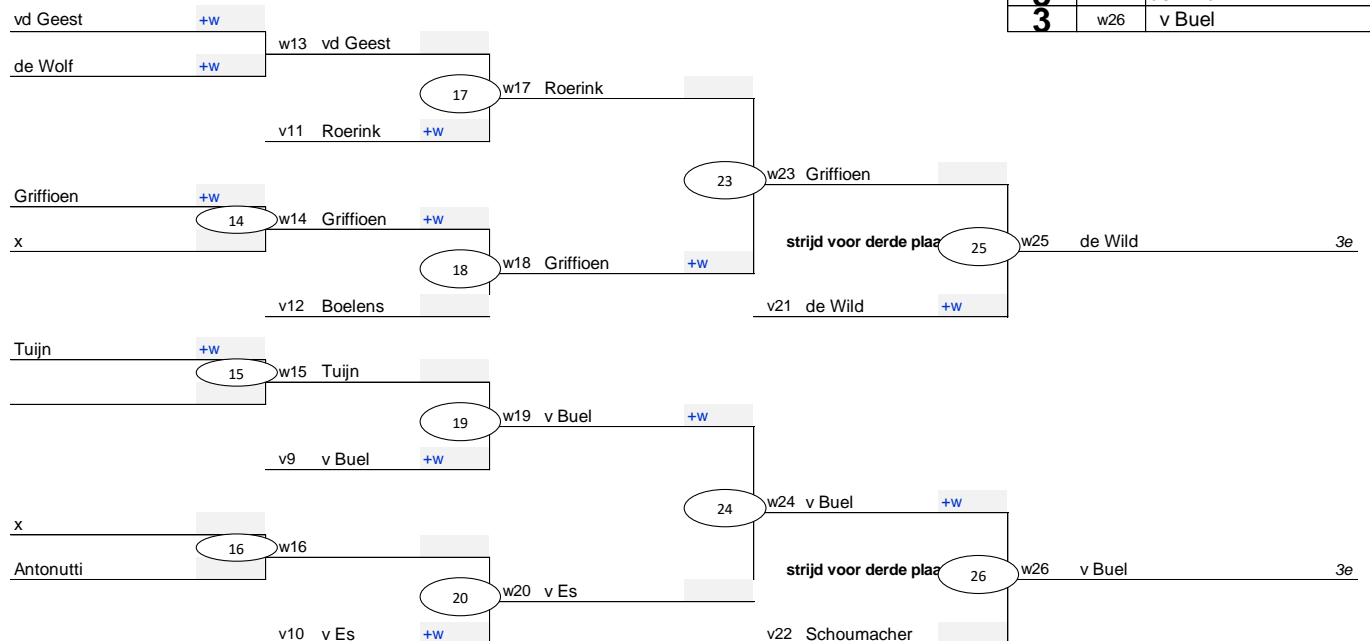 3 w26 v Buel
vd Geest +w
w13 vd Geest
de Wolf +w
17 w17 Roerink
v11 Roerink +w
23 w23 Griffioen
Griffioen +w
14 w14 Griffioen +w
x
strijd voor derde plaa 25 w25 de Wild 3e
18 w18 Griffioen +w
v12 Boelens
v21 de Wild +w
Tuijn +w
15 w15 Tuijn
19 w19 v Buel +w
v9 v Buel +w
24 w24 v Buel +w
x
16 w16
Antonutti
strijd voor derde plaa 26 w26 v Buel 3e
20 w20 v Es
v10 v Es +w
v22 Schoumacher